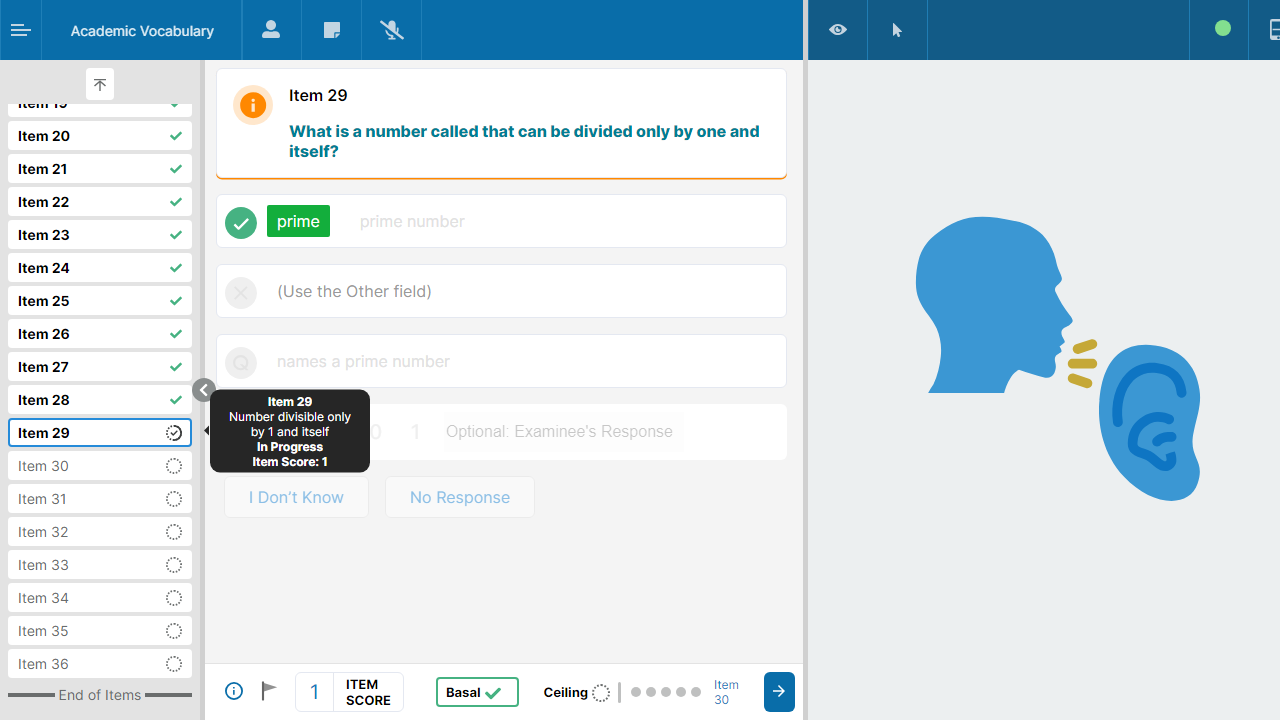 Academic Vocabulary
Item 19
Item 20
Item 21
Item 22
Item 23
Item 24
Item 25
Item 26
Item 27
Item 28
Item 29
Item 30
Item 31
Item 32
Item 33
Item 34
Item 35
Item 36
End of Items
Item 29
What is a number called that can be divided only by one and
itself?
prime prime number
(Use the Other field)
Q names a prime number
Item 29
Number divisible only
by 1 and itself
In Progress
Item Score: 1
0 1 Optional: Examinee's Response
I Don't Know No Response
1 ITEM
SCORE
Basal
Ceiling
Item
30